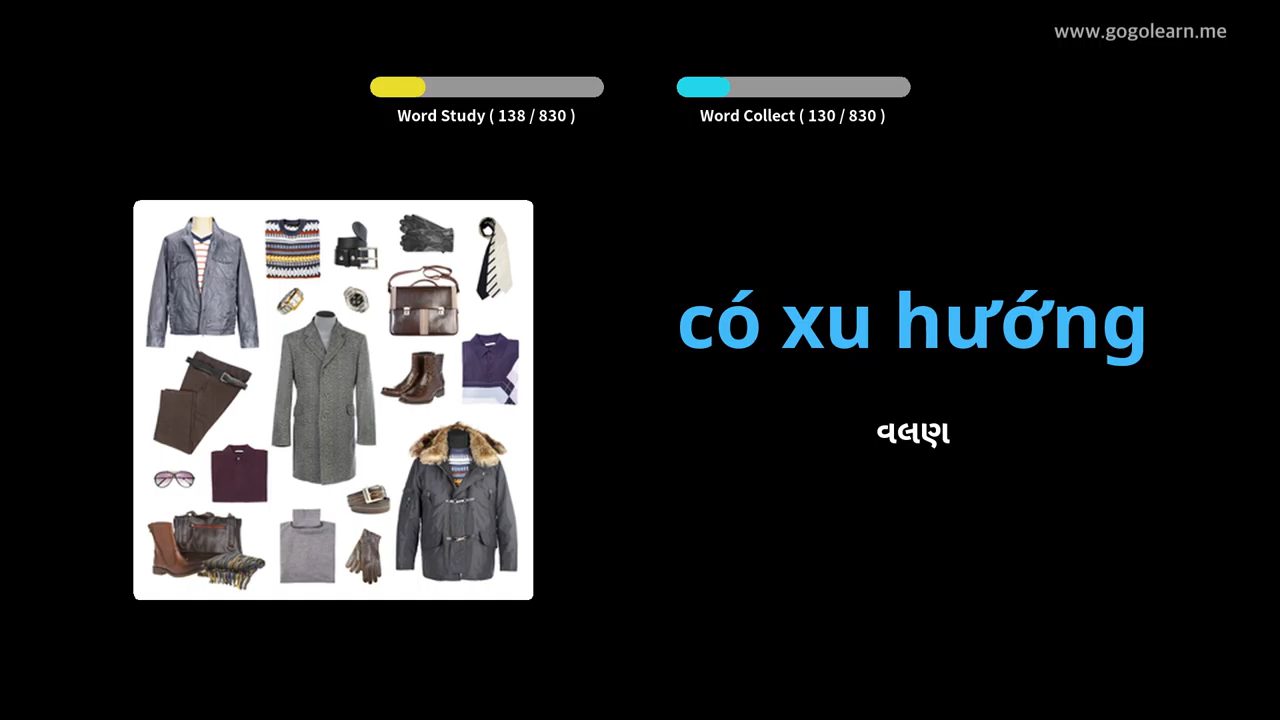 www.gogolearn.me
Word Study ( 138 / 830 )
Word Collect ( 130 / 830 )
có xu hướng
વલણ